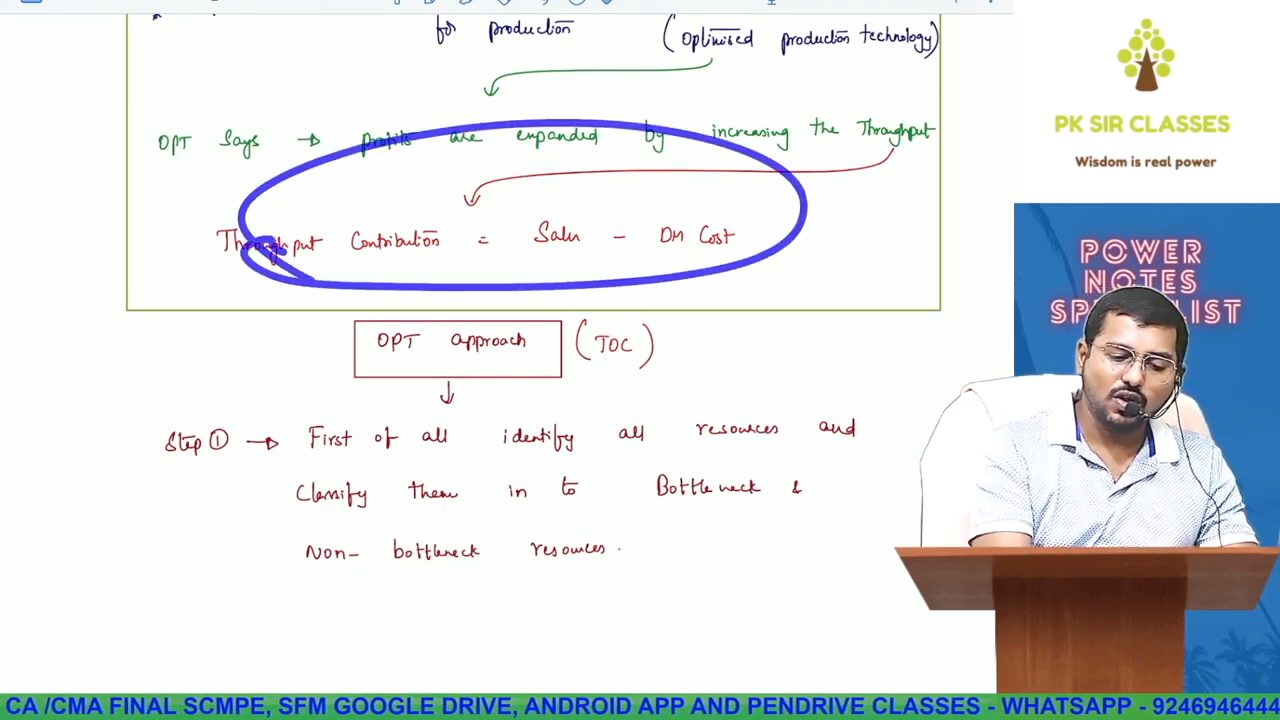 for production (Optimised production technology)
OPT Says → profits are expanded by increasing the Throughput
Throughput Contribution = Sales - DM Cost
OPT approach (TOC)
Step ① → First of all identify all resources and
Classify them in to Bottleneck &
Non- bottleneck resources.
PK SIR CLASSES
Wisdom is real power
POWER
NOTES
SP LIST
CA /CMA FINAL SCMPE, SFM GOOGLE DRIVE, ANDROID APP AND PENDRIVE CLASSES - WHATSAPP - 9246946444